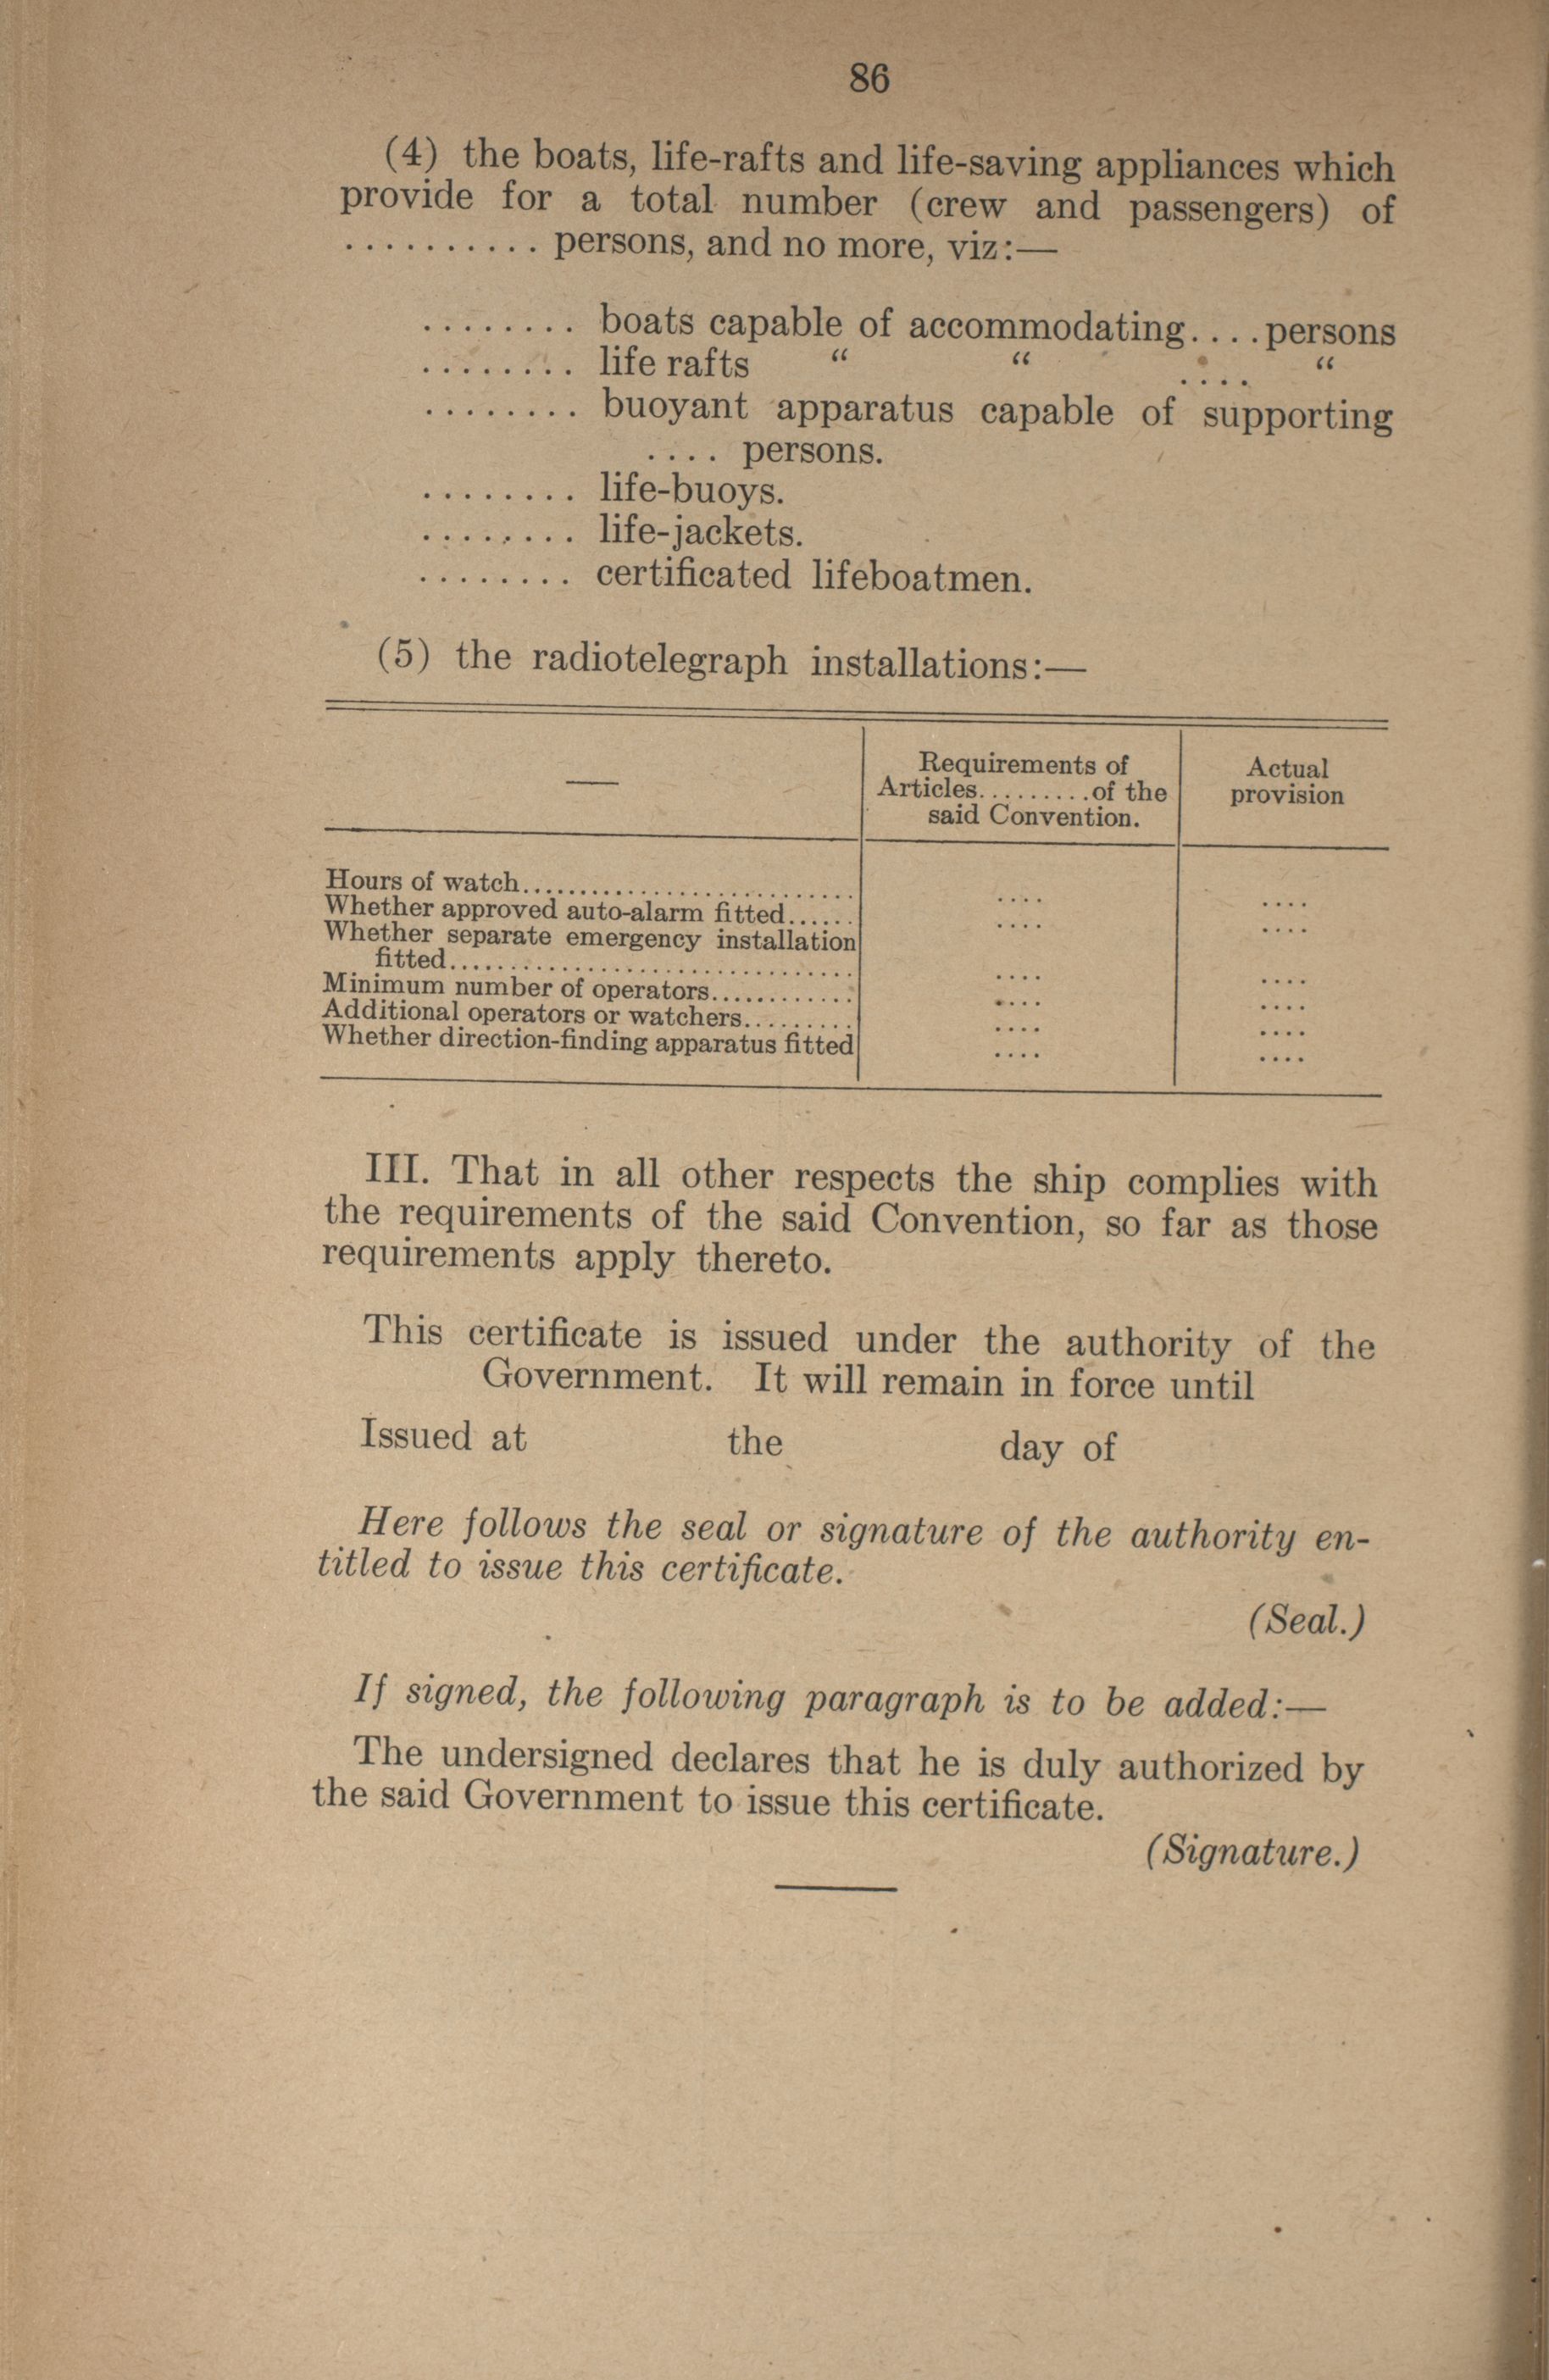 86
(4) the boats, life-rafts and life-saving appliances which
provide for a total number (crew and passengers) of
.......... persons, and no more, viz:—
........ boats capable of accommodating....persons
........ life rafts “ “ .... “
........ buoyant apparatus capable of supporting
.... persons.
........ life-buoys.
........ life-jackets.
........ certificated lifeboatmen.
(5) the radiotelegraph installations:—
— Requirements of Actual
Articles.........of the provision
said Convention.
Hours of watch............................. .... ....
Whether approved auto-alarm fitted...... .... ....
Whether separate emergency installation
fitted................................... .... ....
Minimum number of operators............ .... ....
Additional operators or watchers......... .... ....
Whether direction-finding apparatus fitted .... ....
III. That in all other respects the ship complies with
the requirements of the said Convention, so far as those
requirements apply thereto.
This certificate is issued under the authority of the
Government. It will remain in force until
Issued at the day of
Here follows the seal or signature of the authority en-
titled to issue this certificate.
(Seal.)
If signed, the following paragraph is to be added:—
The undersigned declares that he is duly authorized by
the said Government to issue this certificate.
(Signature.)